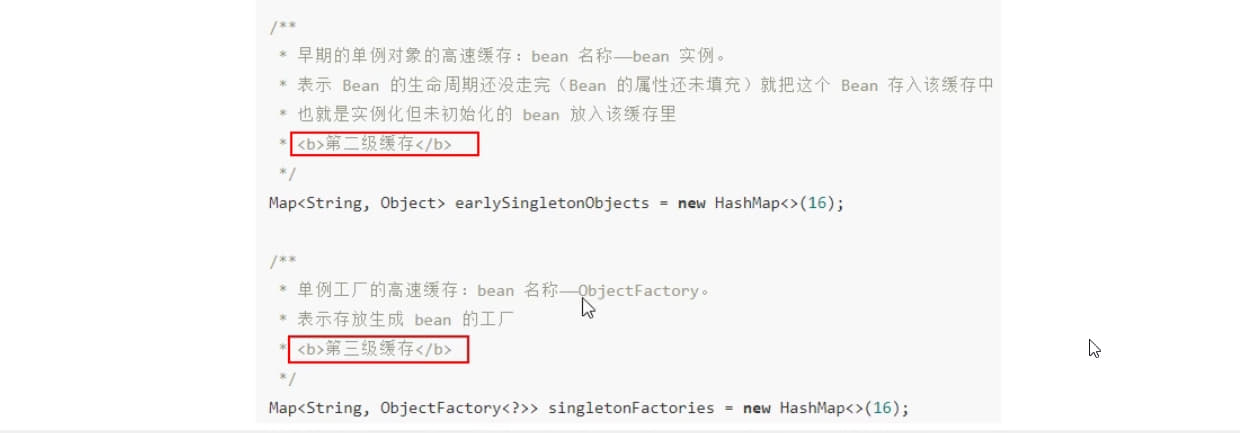 /**
* 早期的单例对象的高速缓存：bean 名称——bean 实例。
* 表示 Bean 的生命周期还没走完（Bean 的属性还未填充）就把这个 Bean 存入该缓存中
* 也就是实例化但未初始化的 bean 放入该缓存里
* <b>第二级缓存</b>
*/
Map<String, Object> earlySingletonObjects = new HashMap<>(16);
/**
* 单例工厂的高速缓存：bean 名称——ObjectFactory。
* 表示存放生成 bean 的工厂
* <b>第三级缓存</b>
*/
Map<String, ObjectFactory<?>> singletonFactories = new HashMap<>(16);